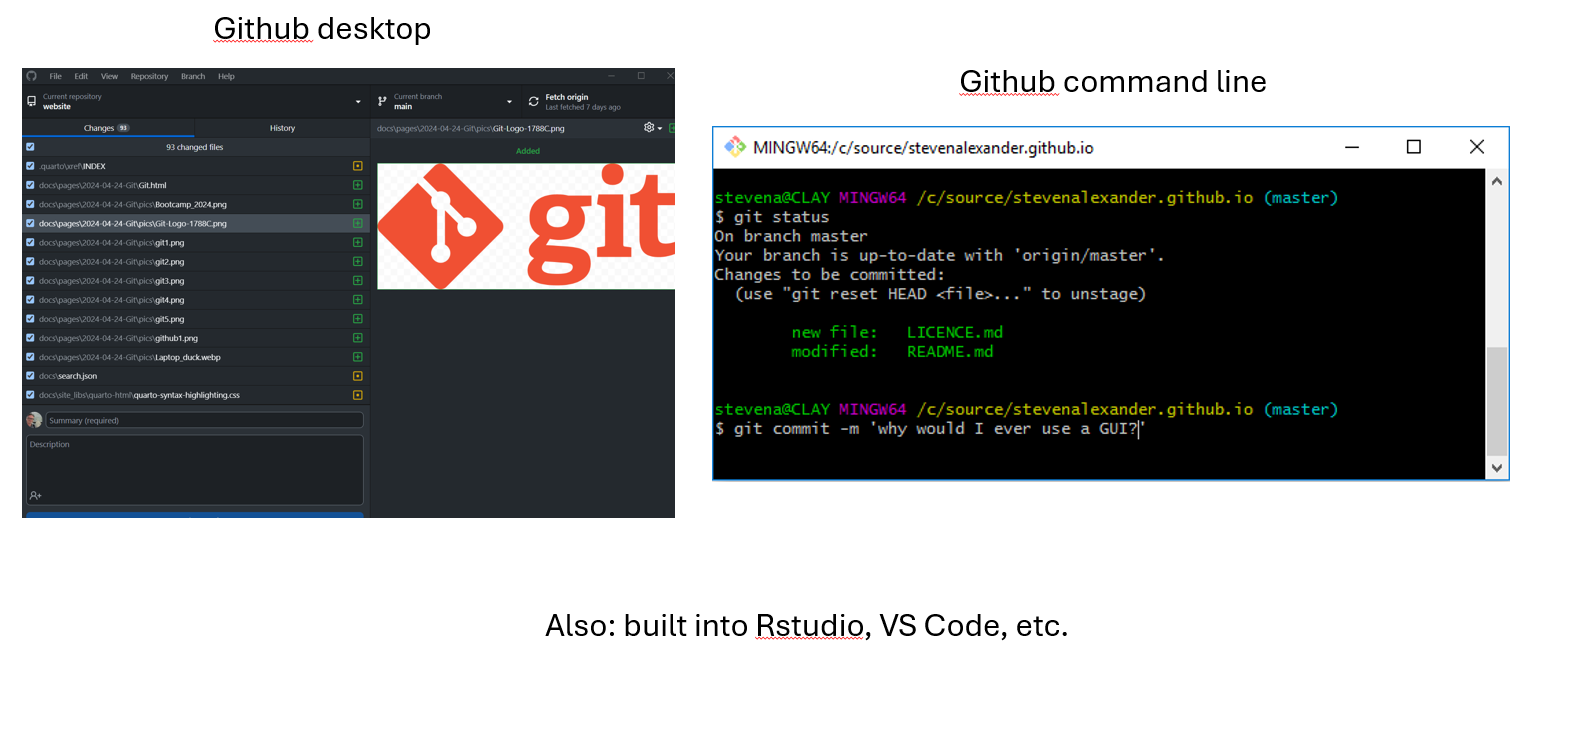 Github desktop
File Edit View Repository Branch Help
Current repository
website
Current branch
main
Fetch origin
Last fetched 7 days ago
Changes 93
History
docs\pages\2024-04-24-Git\pics\Git-Logo-1788C.png
93 changed files
Added
.quarto\xref\INDEX
docs\pages\2024-04-24-Git\Git.html
docs\pages\2024-04-24-Git\pics\Bootcamp_2024.png
docs\pages\2024-04-24-Git\pics\Git-Logo-1788C.png
docs\pages\2024-04-24-Git\pics\git1.png
docs\pages\2024-04-24-Git\pics\git2.png
docs\pages\2024-04-24-Git\pics\git3.png
docs\pages\2024-04-24-Git\pics\git4.png
docs\pages\2024-04-24-Git\pics\git5.png
docs\pages\2024-04-24-Git\pics\github1.png
docs\pages\2024-04-24-Git\pics\Laptop_duck.webp
docs\search.json
docs\site_libs\quarto-html\quarto-syntax-highlighting.css
Summary (required)
Description
git
Github command line
MINGW64:/c/source/stevenalexander.github.io
stevena@CLAY MINGW64 /c/source/stevenalexander.github.io (master)
$ git status
On branch master
Your branch is up-to-date with 'origin/master'.
Changes to be committed:
(use "git reset HEAD <file>..." to unstage)
new file: LICENCE.md
modified: README.md
stevena@CLAY MINGW64 /c/source/stevenalexander.github.io (master)
$ git commit -m 'why would I ever use a GUI?'
Also: built into Rstudio, VS Code, etc.